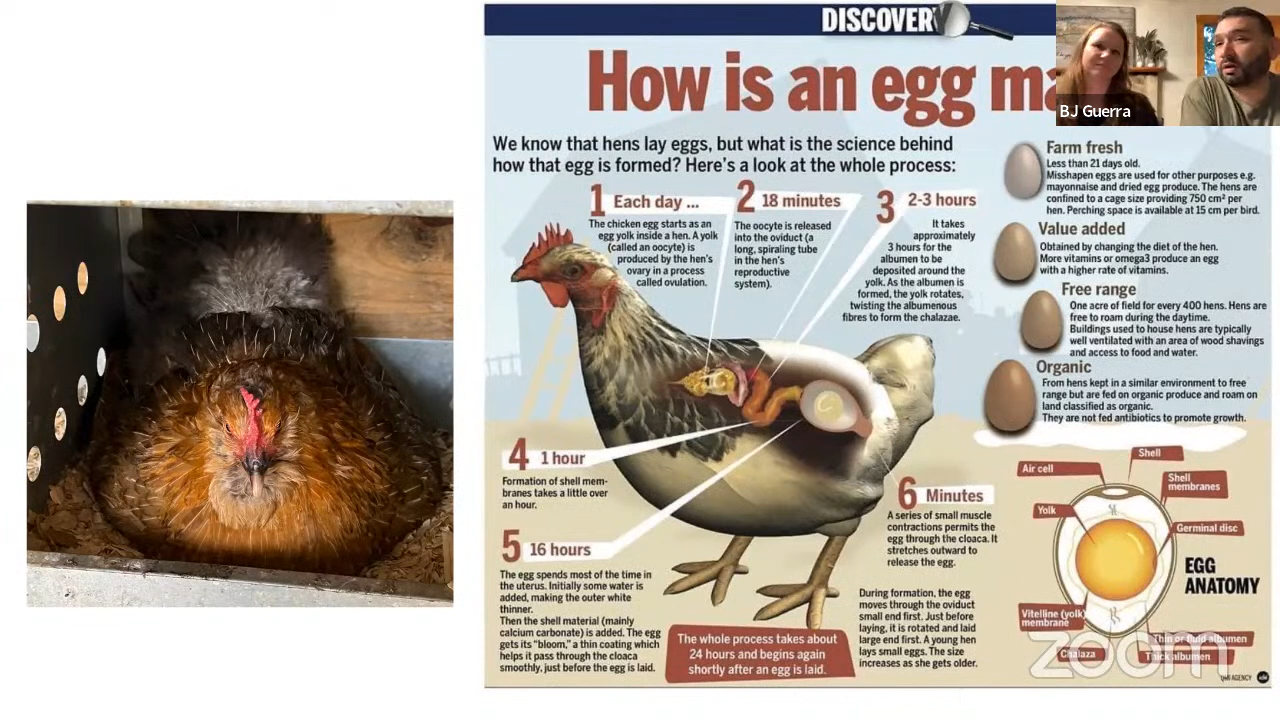 DISCOVERY
How is an egg ma
BJ Guerra
We know that hens lay eggs, but what is the science behind
how that egg is formed? Here's a look at the whole process:
1 Each day ...
The chicken egg starts as an
egg yolk inside a hen. A yolk
(called an oocyte) is
produced by the hen's
ovary in a process
called ovulation.
2 18 minutes
The oocyte is released
into the oviduct (a
long, spiraling tube
in the hen's
reproductive
system).
3 2-3 hours
It takes
approximately
3 hours for the
albumen to be
deposited around the
yolk. As the albumen is
formed, the yolk rotates,
twisting the albumenous
fibres to form the chalazae.
4 1 hour
Formation of shell mem-
branes takes a little over
an hour.
5 16 hours
The egg spends most of the time in
the uterus. Initially some water is
added, making the outer white
thinner.
Then the shell material (mainly
calcium carbonate) is added. The egg
gets its "bloom," a thin coating which
helps it pass through the cloaca
smoothly, just before the egg is laid.
6 Minutes
A series of small muscle
contractions permits the
egg through the cloaca. It
stretches outward to
release the egg.
During formation, the egg
moves through the oviduct
small end first. Just before
laying, it is rotated and laid
large end first. A young hen
lays small eggs. The size
increases as she gets older.
The whole process takes about
24 hours and begins again
shortly after an egg is laid.
Farm fresh
Less than 21 days old.
Misshapen eggs are used for other purposes e.g.
mayonnaise and dried egg produce. The hens are
confined to a cage size providing 750 cm² per
hen. Perching space is available at 15 cm per bird.
Value added
Obtained by changing the diet of the hen.
More vitamins or omega3 produce an egg
with a higher rate of vitamins.
Free range
One acre of field for every 400 hens. Hens are
free to roam during the daytime.
Buildings used to house hens are typically
well ventilated with an area of wood shavings
and access to food and water.
Organic
From hens kept in a similar environment to free
range but are fed on organic produce and roam on
land classified as organic.
They are not fed antibiotics to promote growth.
Shell
Air cell
Shell
membranes
Yolk
Germinal disc
EGG
ANATOMY
Vitelline (yolk)
membrane
Thin or fluid albumen
Chalaza
Thick albumen
zoom
AGENCY